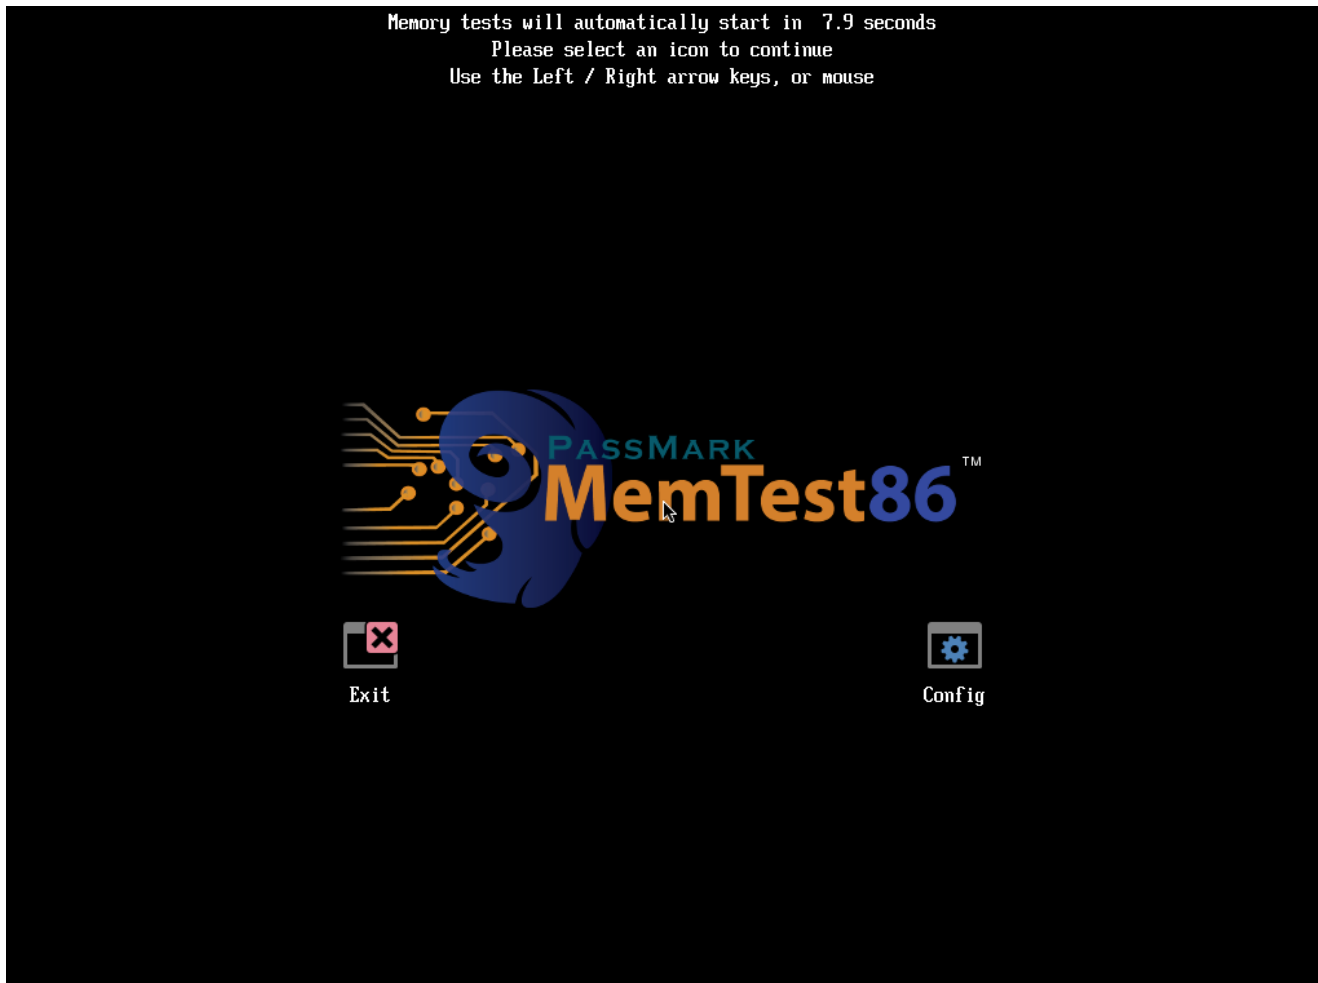 Memory tests will automatically start in 7.9 seconds
Please select an icon to continue
Use the Left / Right arrow keys, or mouse
PASSMARK
MemTest86 TM
Exit
Config